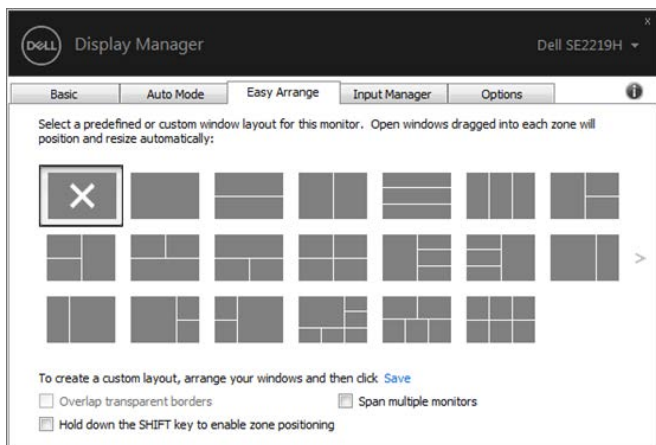 x
DELL Display Manager Dell SE2219H
Basic Auto Mode Easy Arrange Input Manager Options
Select a predefined or custom window layout for this monitor. Open windows dragged into each zone will
position and resize automatically:
>
To create a custom layout, arrange your windows and then click Save
Overlap transparent borders Span multiple monitors
Hold down the SHIFT key to enable zone positioning